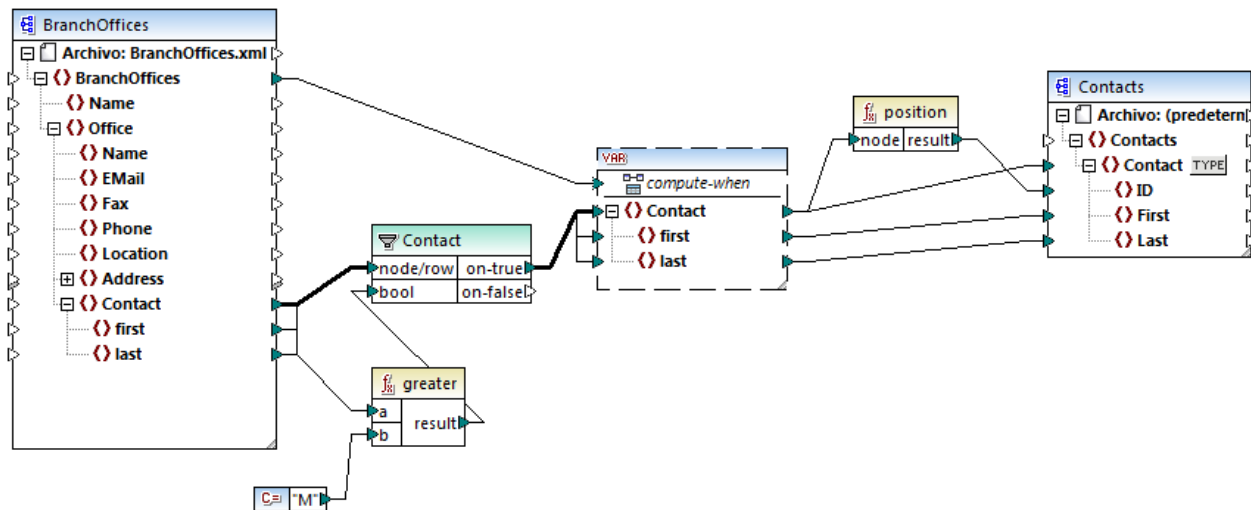 BranchOffices
Archivo: BranchOffices.xml
BranchOffices
Name
Office
Name
EMail
Fax
Phone
Location
Address
Contact
first
last
Contact
node/row on-true
bool on-false
greater
a
result
b
C= "M"
VAR
compute-when
Contact
first
last
position
node result
Contacts
Archivo: (predetern
Contacts
Contact TYPE
ID
First
Last